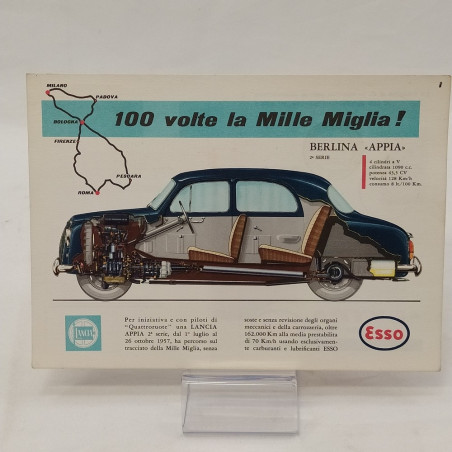 MILANO
PADOVA
BOLOGNA
FIRENZE
PESCARA
ROMA
100 volte la Mille Miglia!
BERLINA «APPIA»
2ª SERIE
4 cilindri a V
cilindrata 1090 c.c.
potenza 43,5 CV
velocità 128 Km/h
consumo 8 lt./100 Km.
LANCIA
Per iniziativa e con piloti di
"Quattroruote" una LANCIA
APPIA 2ª serie, dal 1º luglio al
26 ottobre 1957, ha percorso sul
tracciato della Mille Miglia, senza
soste e senza revisione degli organi
meccanici e della carrozzeria, oltre
162.000 Km alla media prestabilita
di 70 Km/h usando esclusivamen-
te carburanti e lubrificanti ESSO
Esso